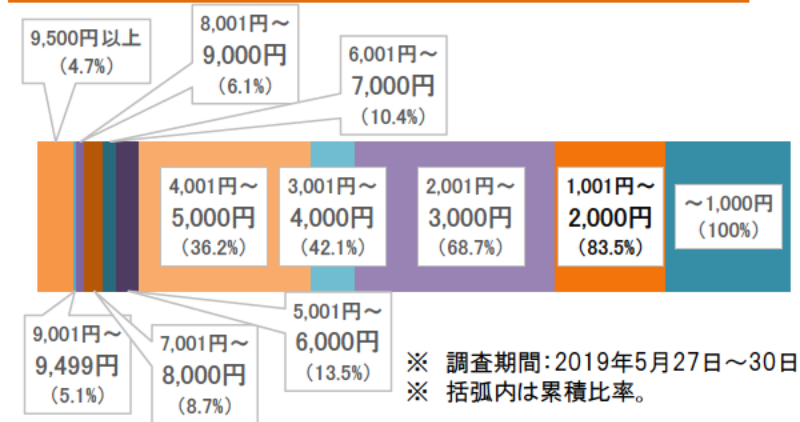 9,500円以上
(4.7%)
8,001円～
9,000円
(6.1%)
6,001円～
7,000円
(10.4%)
4,001円～
5,000円
(36.2%)
3,001円～
4,000円
(42.1%)
2,001円～
3,000円
(68.7%)
1,001円～
2,000円
(83.5%)
～1,000円
(100%)
9,001円～
9,499円
(5.1%)
7,001円～
8,000円
(8.7%)
5,001円～
6,000円
(13.5%)
※ 調査期間：2019年5月27日～30日
※ 括弧内は累積比率。